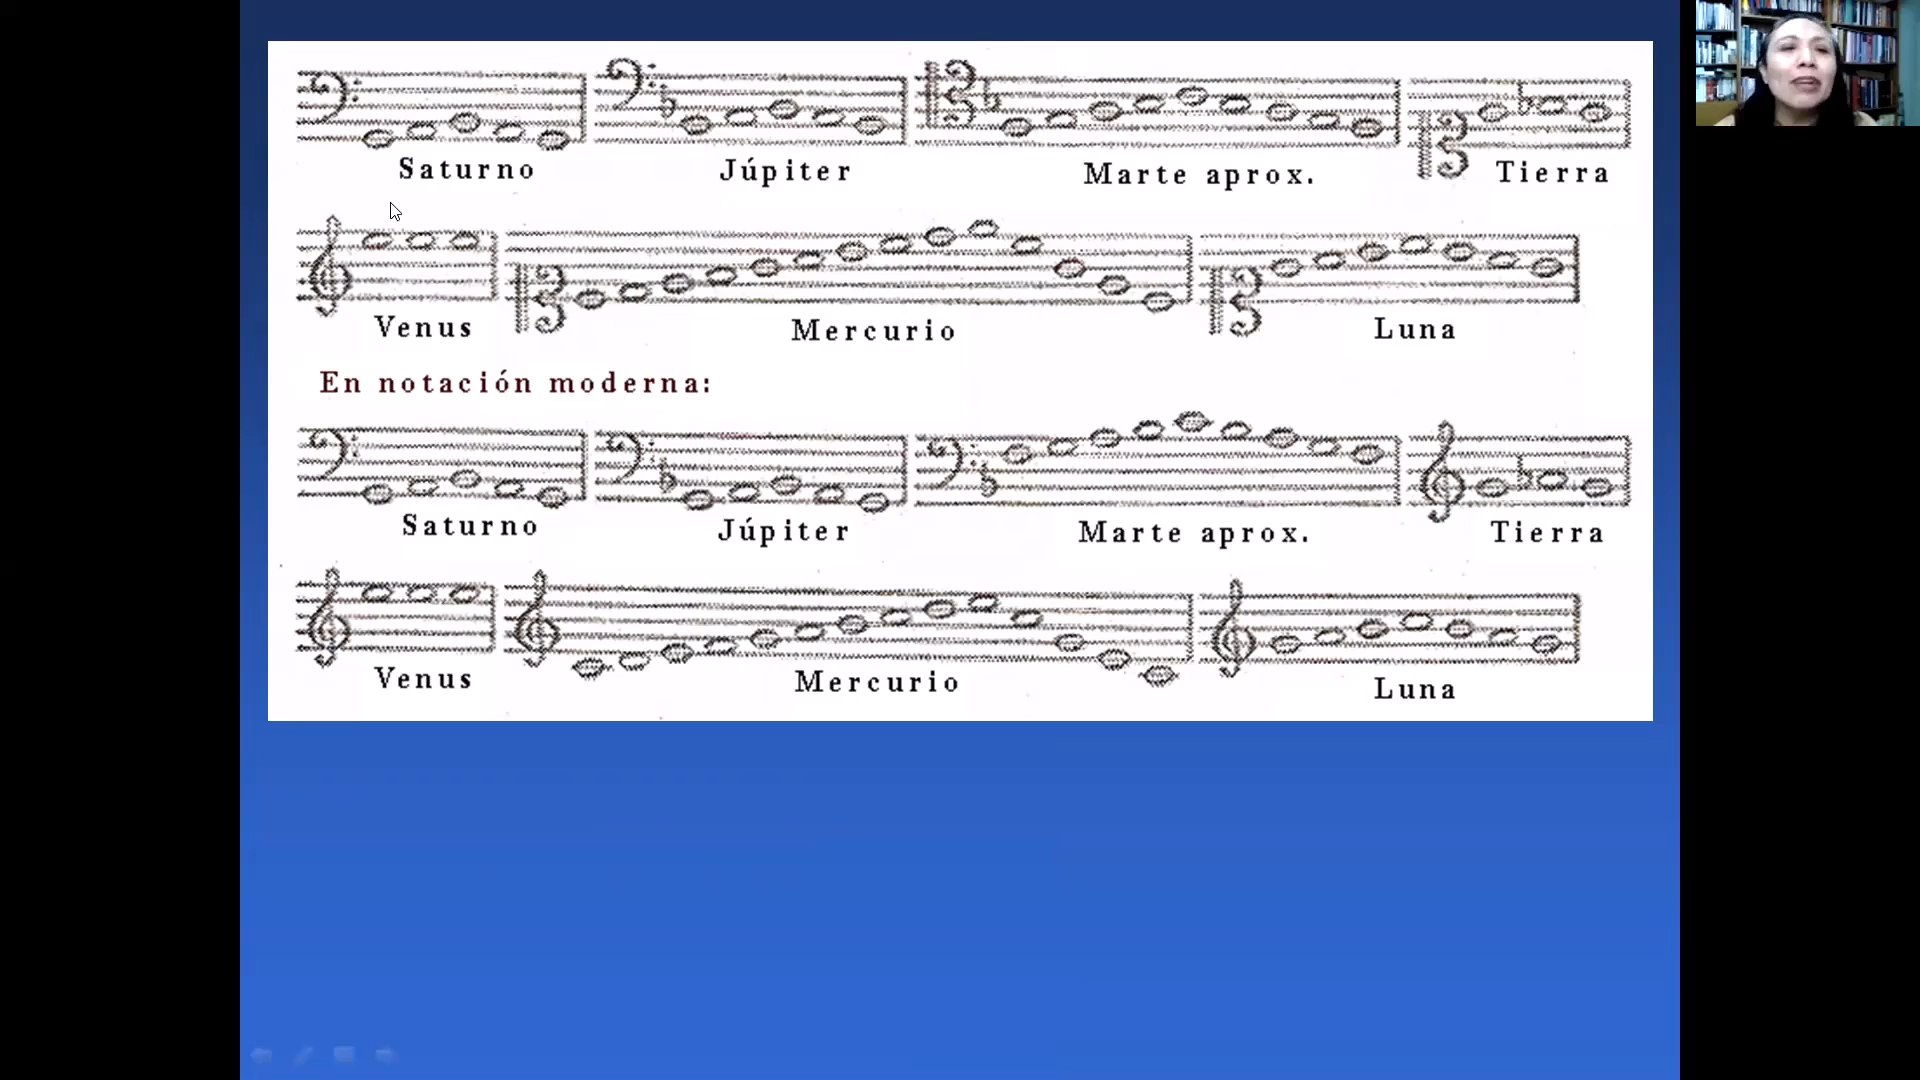 Saturno Júpiter Marte aprox. Tierra
Venus Mercurio Luna
En notación moderna:
Saturno Júpiter Marte aprox. Tierra
Venus Mercurio Luna